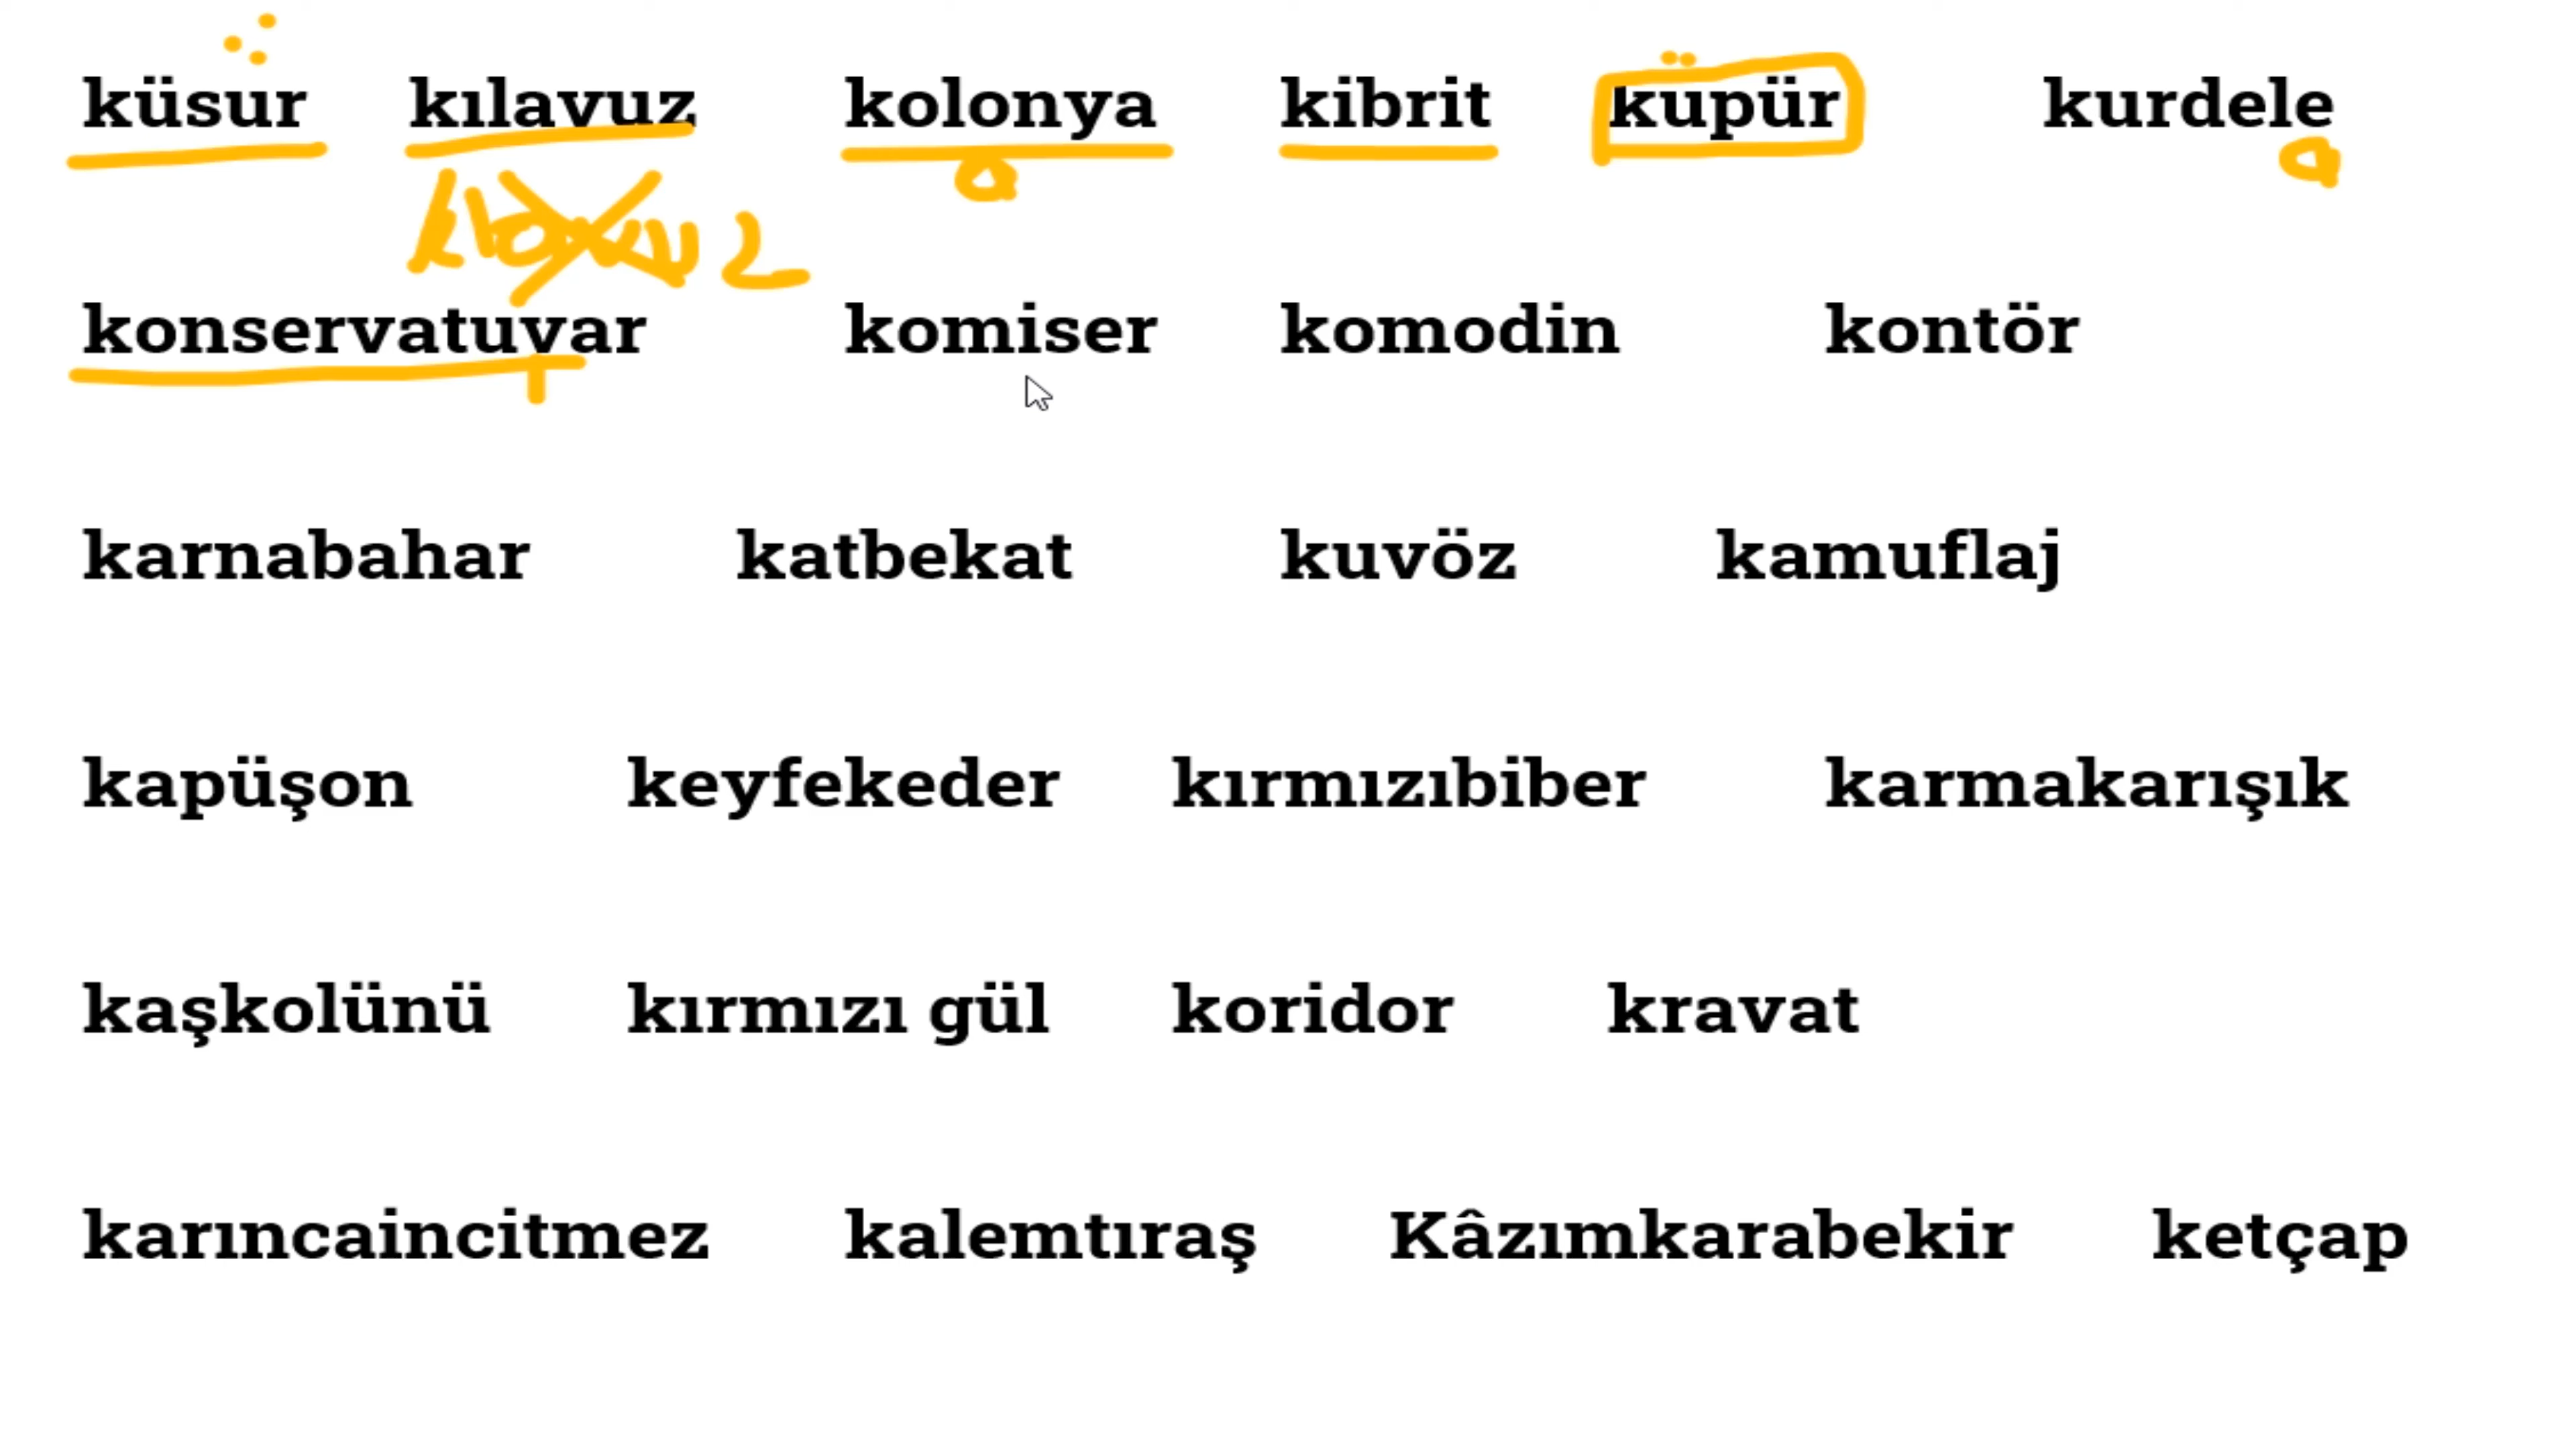 küsur kılavuz kolonya kibrit kupür kurdele
a a
konservatuvar komiser komodin kontör
karnabahar katbekat kuvöz kamuflaj
kapüşon keyfekeder kırmızıbiber karmakarışık
kaşkolünü kırmızı gül koridor kravat
karıncaincitmez kalemtıraş Kâzımkarabekir ketçap